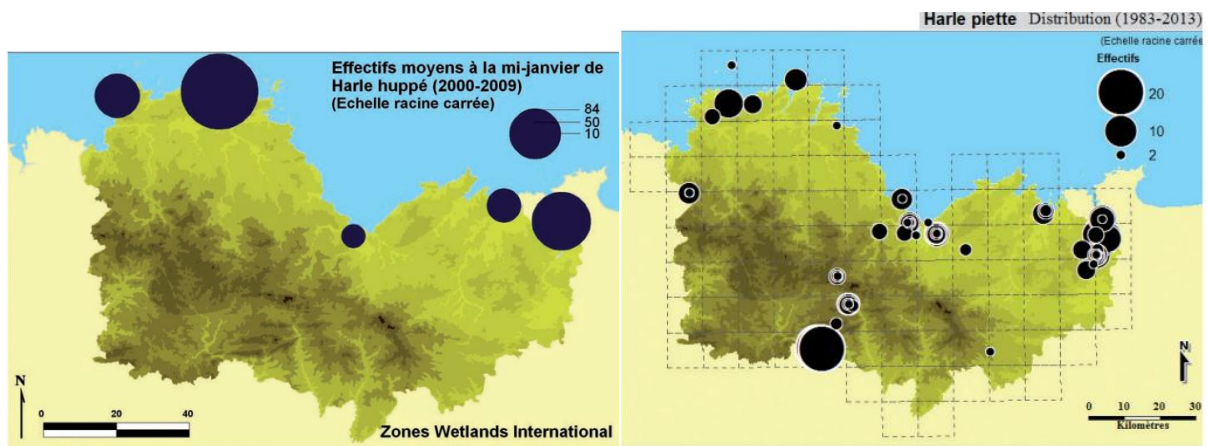 Effectifs moyens à la mi-janvier de
Harle huppé (2000-2009)
(Echelle racine carrée)
84
50
10
N
0 20 40
Zones Wetlands International
Harle piette Distribution (1983-2013)
(Echelle racine carrée)
Effectifs
20
10
2
N
0 10 20 30
Kilomètres